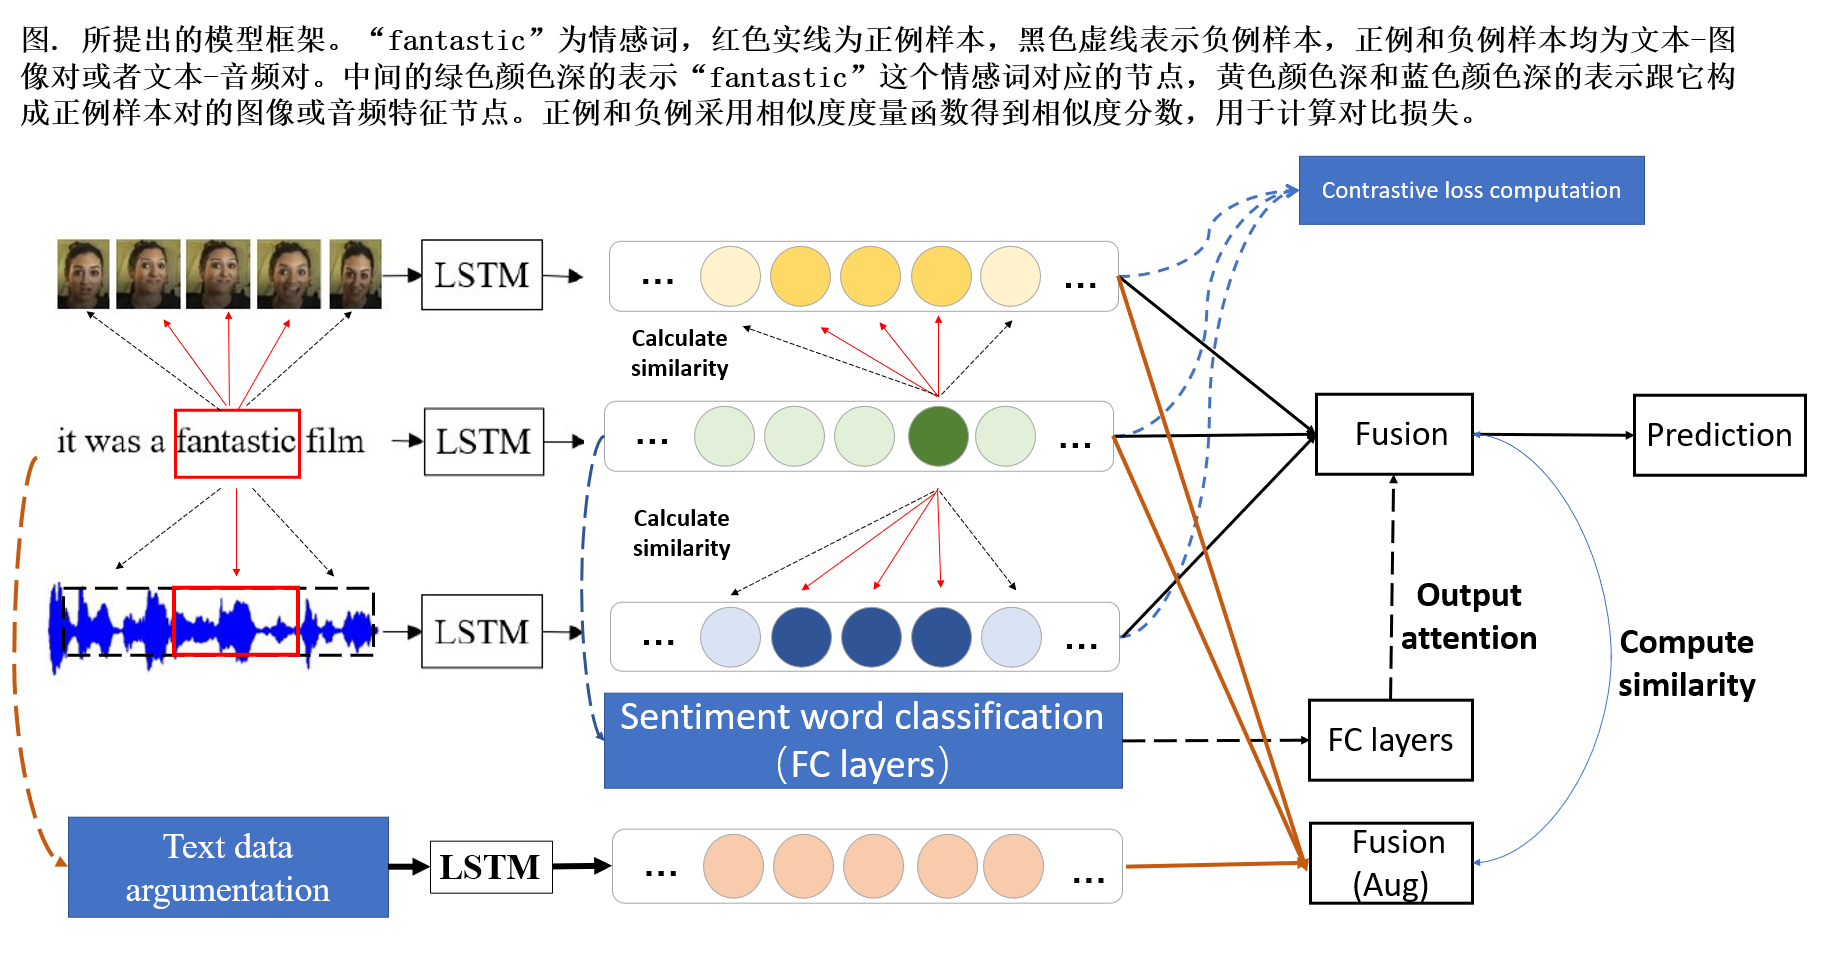 图. 所提出的模型框架。“fantastic”为情感词，红色实线为正例样本，黑色虚线表示负例样本，正例和负例样本均为文本-图
像对或者文本-音频对。中间的绿色颜色深的表示“fantastic”这个情感词对应的节点，黄色颜色深和蓝色颜色深的表示跟它构
成正例样本对的图像或音频特征节点。正例和负例采用相似度度量函数得到相似度分数，用于计算对比损失。
Contrastive loss computation
LSTM
...
...
Calculate
similarity
it was a fantastic film
LSTM
...
...
Fusion
Prediction
Calculate
similarity
Output
attention
LSTM
...
...
Compute
similarity
Sentiment word classification
（FC layers）
FC layers
Text data
argumentation
LSTM
...
...
Fusion
(Aug)